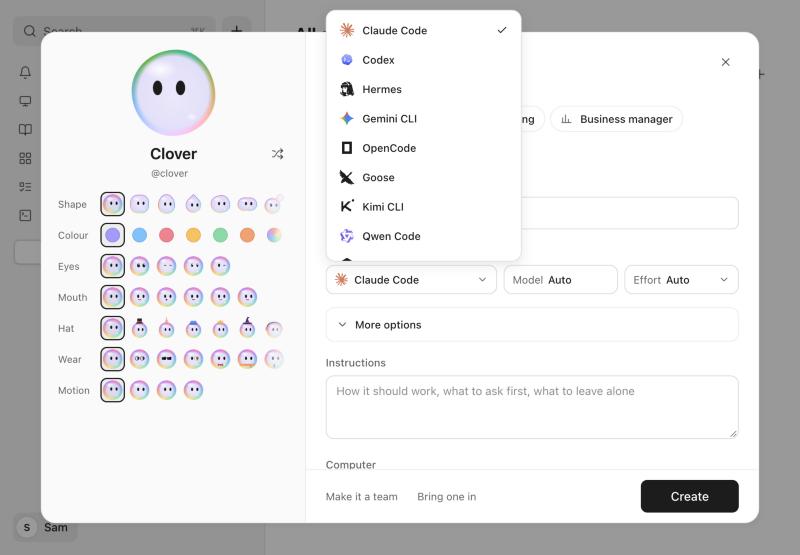 Search
Clover
@clover
Shape
Colour
Eyes
Mouth
Hat
Wear
Motion
S Sam
Claude Code
Codex
Hermes
Gemini CLI
OpenCode
Goose
Kimi CLI
Qwen Code
ng
Business manager
Claude Code
Model Auto
Effort Auto
More options
Instructions
How it should work, what to ask first, what to leave alone
Computer
Make it a team
Bring one in
Create